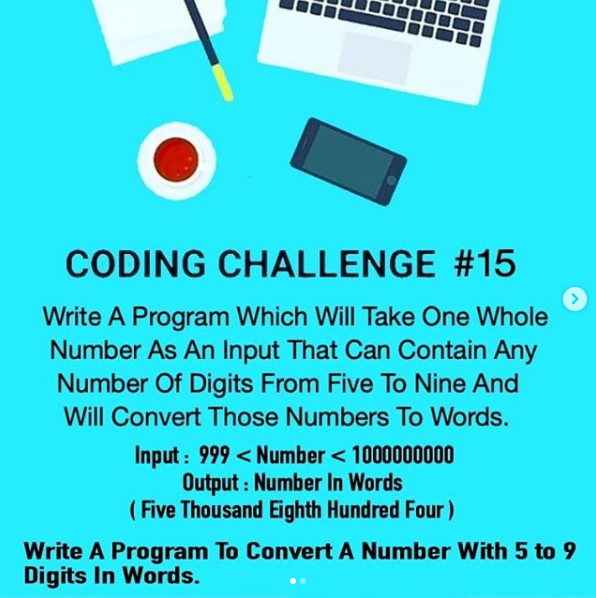 CODING CHALLENGE #15
Write A Program Which Will Take One Whole
Number As An Input That Can Contain Any
Number Of Digits From Five To Nine And
Will Convert Those Numbers To Words.
Input : 999 < Number < 1000000000
Output : Number In Words
( Five Thousand Eighth Hundred Four )
Write A Program To Convert A Number With 5 to 9
Digits In Words.